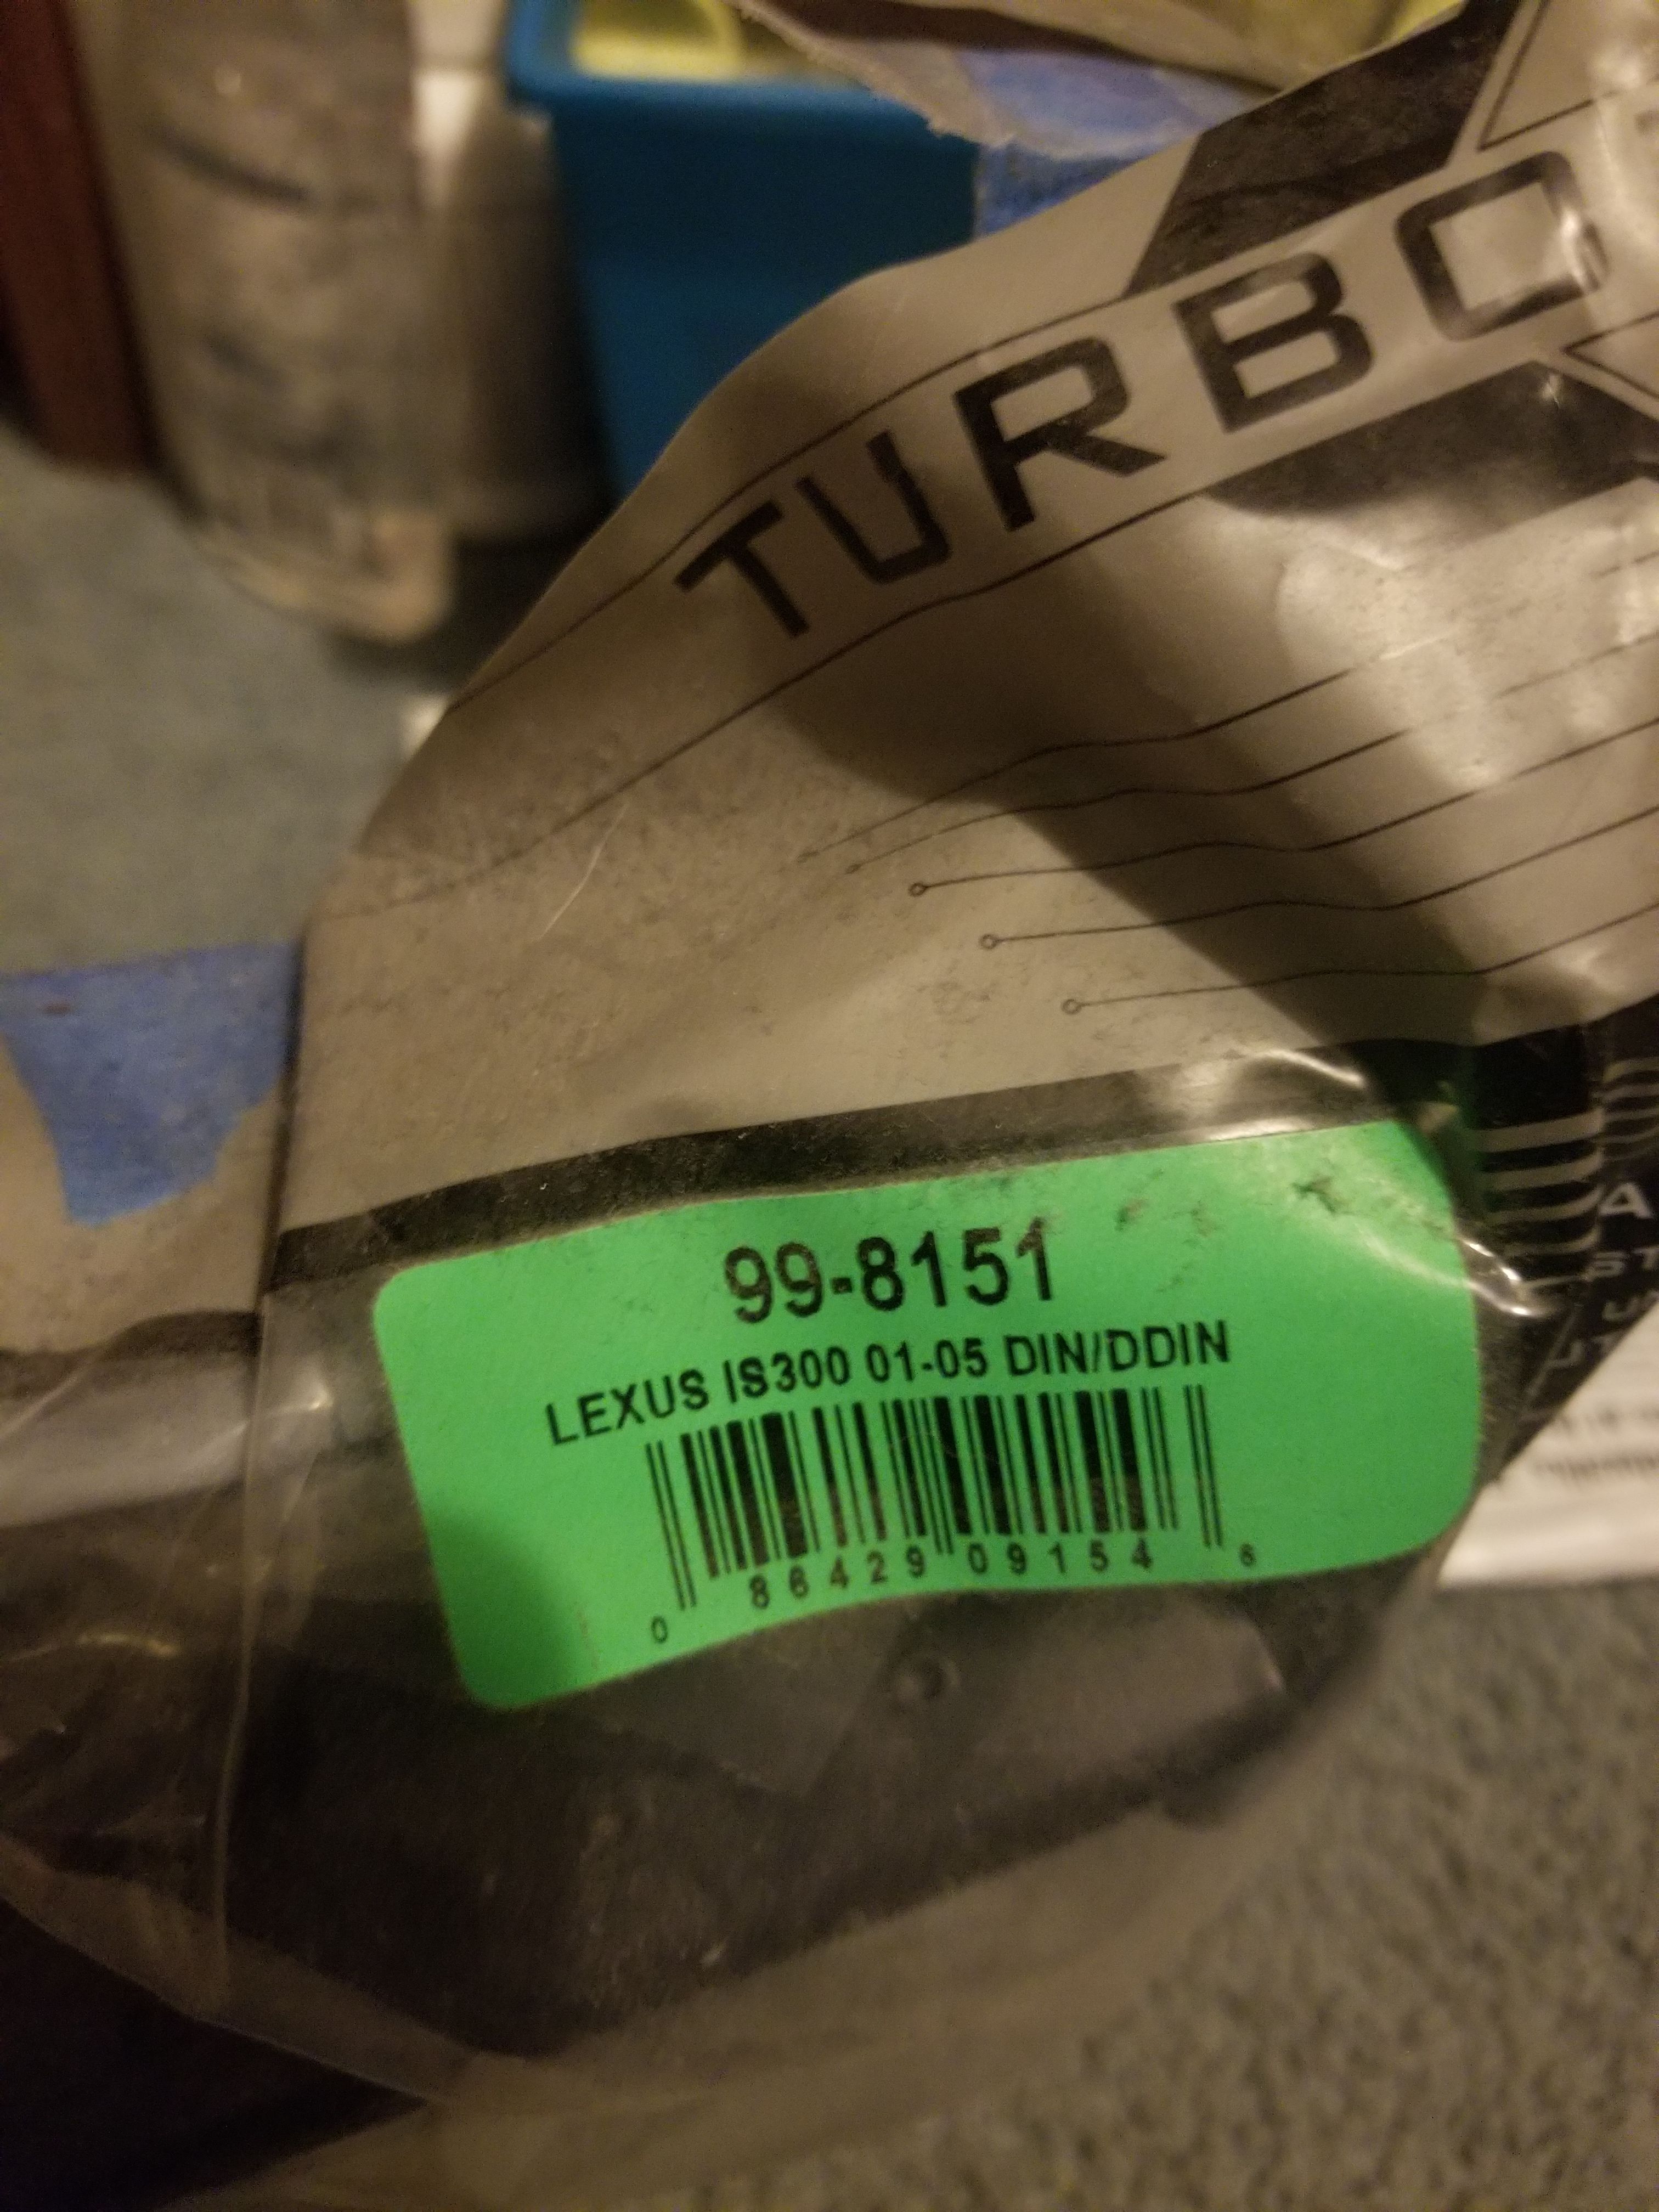 TURBO
99-8151
LEXUS IS300 01-05 DIN/DDIN
0 86429 09154 6